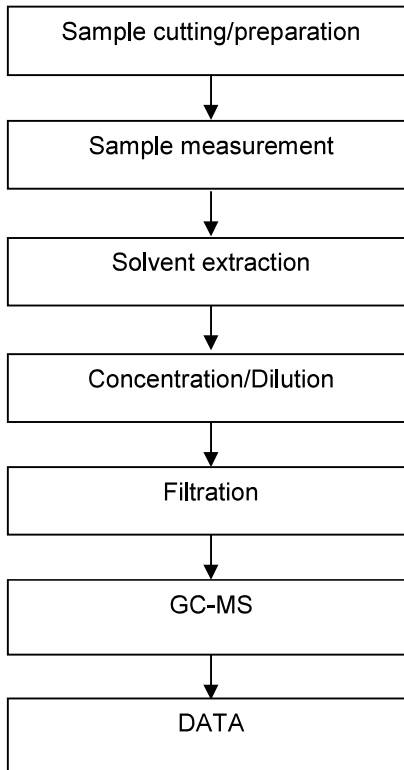 Sample cutting/preparation
Sample measurement
Solvent extraction
Concentration/Dilution
Filtration
GC-MS
DATA